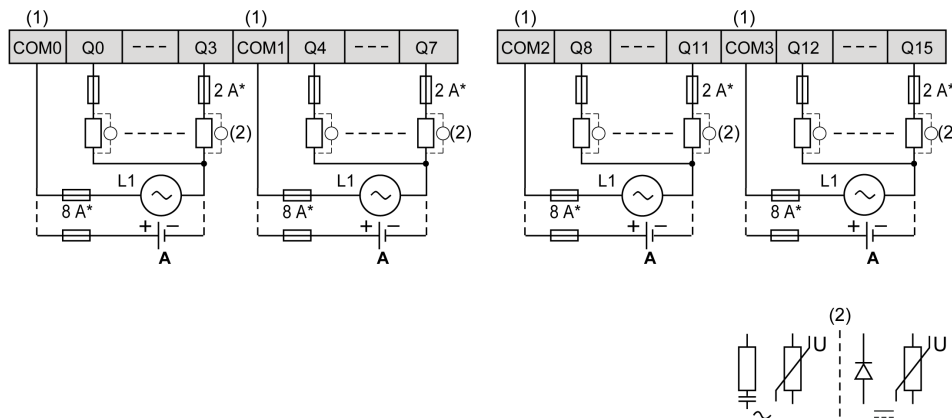 (1) (1) (1) (1)
COM0 Q0 --- Q3 COM1 Q4 --- Q7 COM2 Q8 --- Q11 COM3 Q12 --- Q15
2 A* 2 A* 2 A* 2 A*
(2) (2) (2) (2
L1 L1 L1 L1
8 A* 8 A* 8 A* 8 A*
+ − + − + − + −
A A A A
(2)
U U